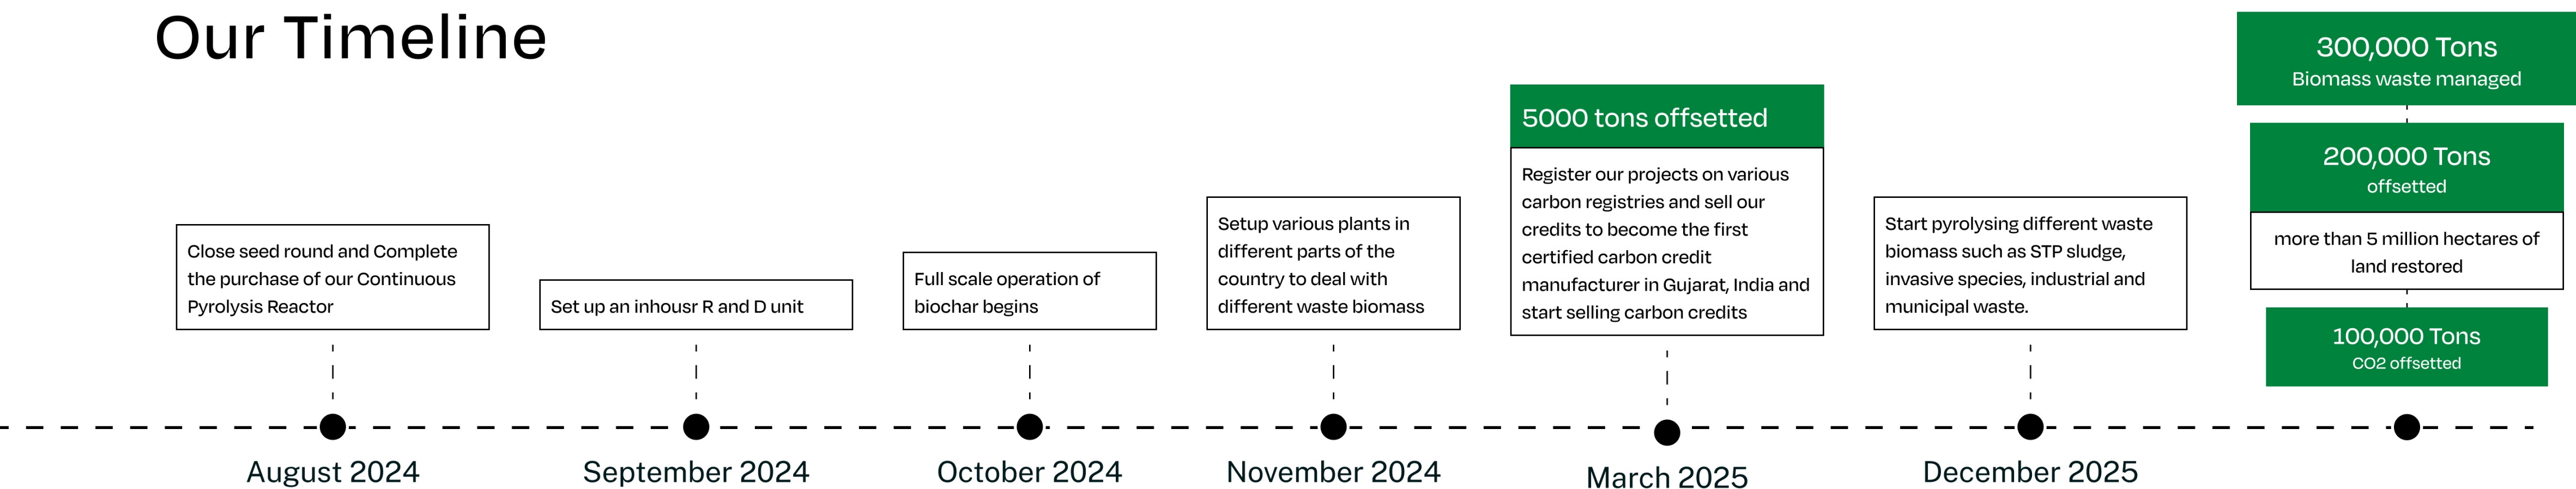 Our Timeline
Close seed round and Complete
the purchase of our Continuous
Pyrolysis Reactor
August 2024
Set up an inhousr R and D unit
September 2024
Full scale operation of
biochar begins
October 2024
Setup various plants in
different parts of the
country to deal with
different waste biomass
November 2024
5000 tons offsetted
Register our projects on various
carbon registries and sell our
credits to become the first
certified carbon credit
manufacturer in Gujarat, India and
start selling carbon credits
March 2025
Start pyrolysing different waste
biomass such as STP sludge,
invasive species, industrial and
municipal waste.
December 2025
300,000 Tons
Biomass waste managed
200,000 Tons
offsetted
more than 5 million hectares of
land restored
100,000 Tons
CO2 offsetted